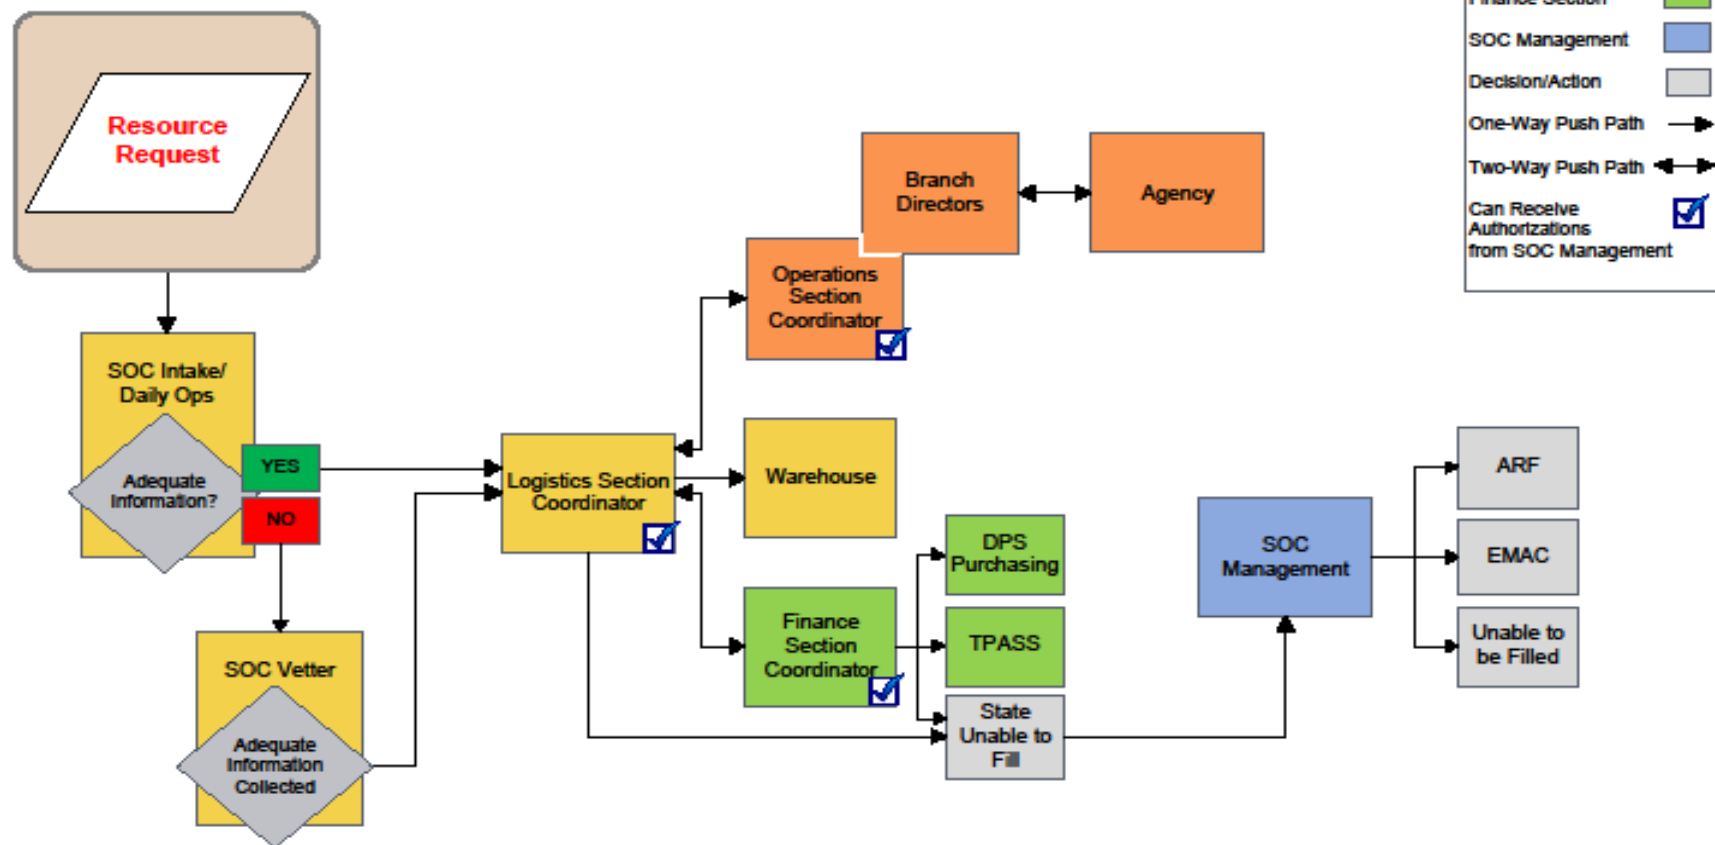 Resource
Request
SOC Intake/
Daily Ops
Adequate
Information?
YES
NO
SOC Vetter
Adequate
Information
Collected
Logistics Section
Coordinator
Branch
Directors
Agency
Operations
Section
Coordinator
Warehouse
Finance
Section
Coordinator
DPS
Purchasing
TPASS
State
Unable to
Fill
SOC
Management
ARF
EMAC
Unable to
be Filled
Finance Section
SOC Management
Decision/Action
One-Way Push Path
Two-Way Push Path
Can Receive
Authorizations
from SOC Management